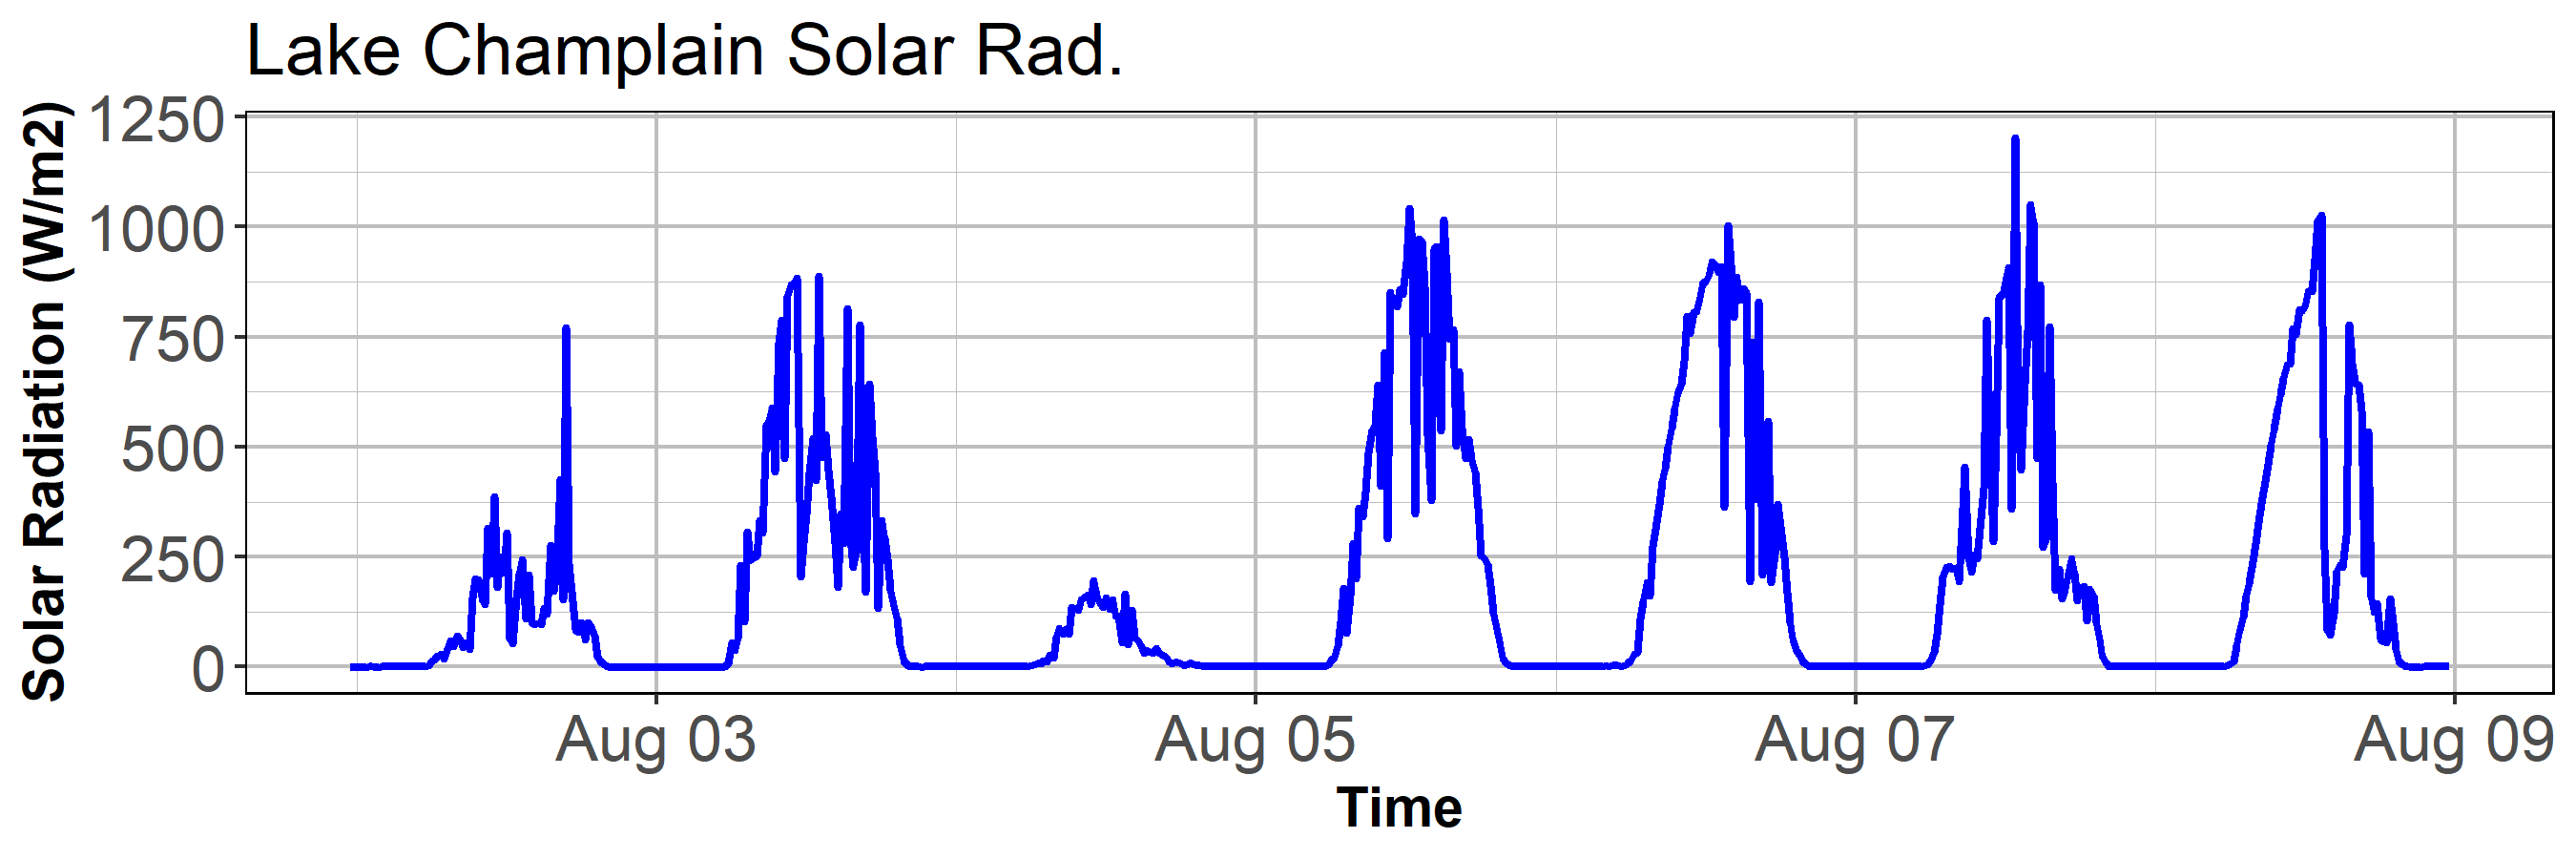 Lake Champlain Solar Rad.
Solar Radiation (W/m2)
1250
1000
750
500
250
0
Aug 03 Aug 05 Aug 07 Aug 09
Time